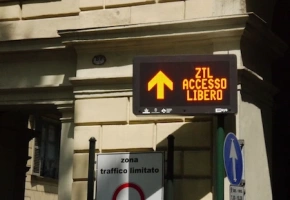 ZTL
ACCESSO
LIBERO
zona
traffico limitato